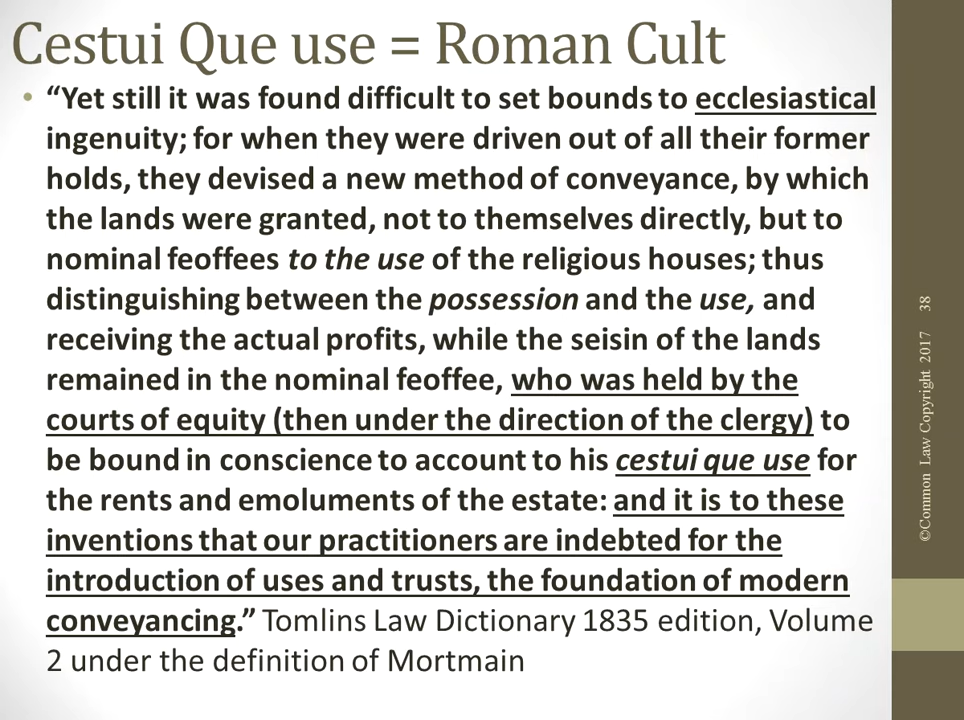 Cestui Que use = Roman Cult
• “Yet still it was found difficult to set bounds to ecclesiastical
ingenuity; for when they were driven out of all their former
holds, they devised a new method of conveyance, by which
the lands were granted, not to themselves directly, but to
nominal feoffees to the use of the religious houses; thus
distinguishing between the possession and the use, and
receiving the actual profits, while the seisin of the lands
remained in the nominal feoffee, who was held by the
courts of equity (then under the direction of the clergy) to
be bound in conscience to account to his cestui que use for
the rents and emoluments of the estate: and it is to these
inventions that our practitioners are indebted for the
introduction of uses and trusts, the foundation of modern
conveyancing.” Tomlins Law Dictionary 1835 edition, Volume
2 under the definition of Mortmain
©Common Law Copyright 2017 38